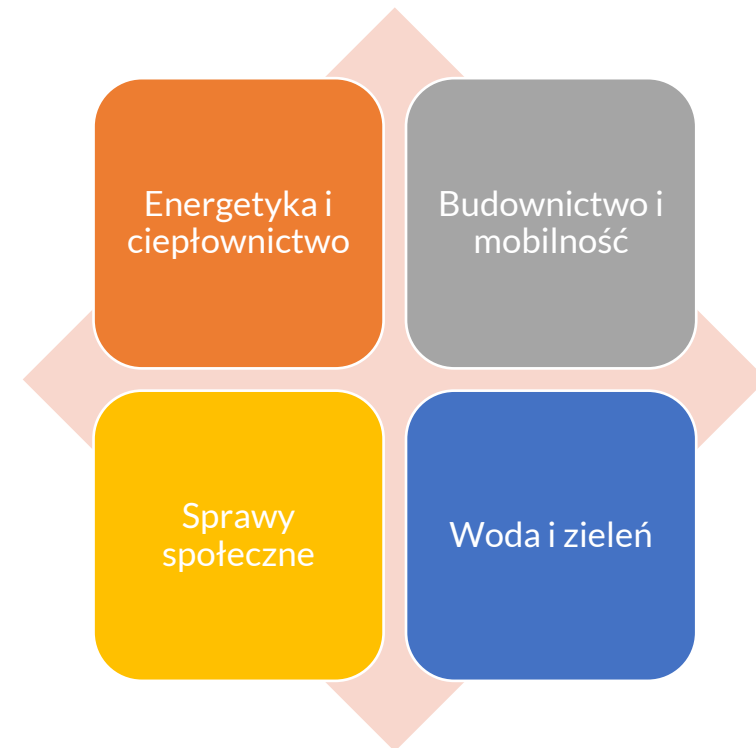 Energetyka i
ciepłownictwo
Budownictwo i
mobilność
Sprawy
społeczne
Woda i zieleń